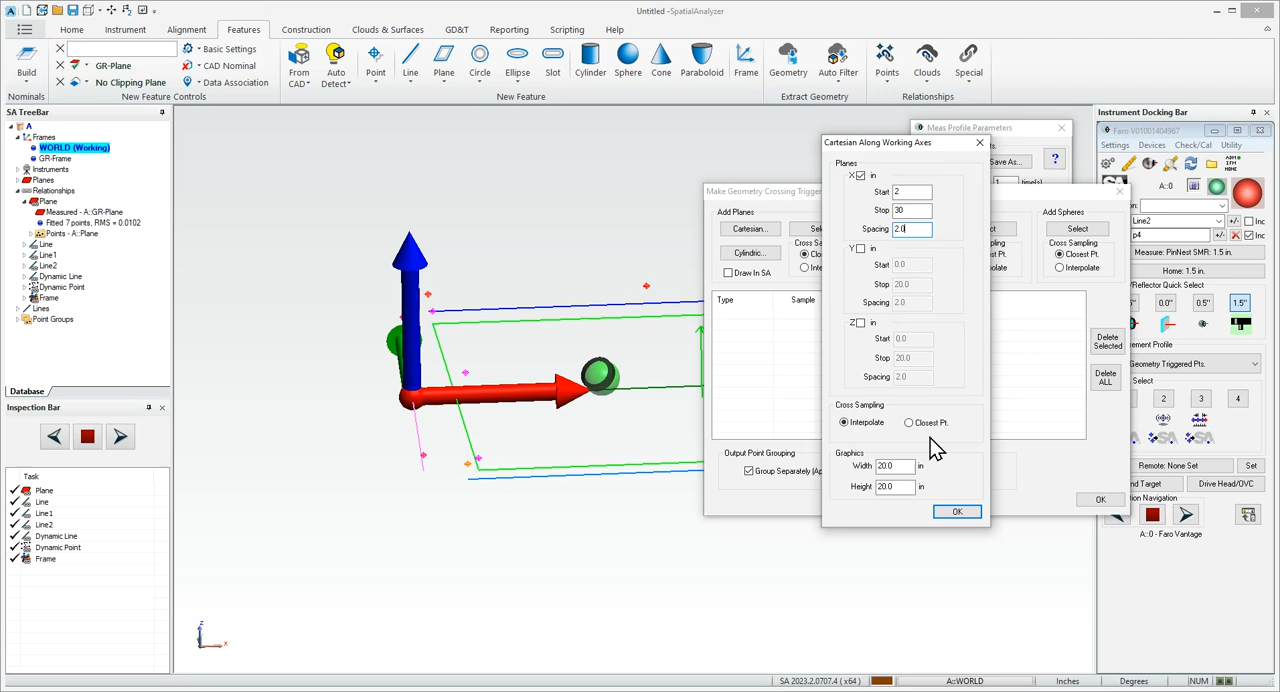 Untitled -SpatialAnalyzer
Home
Instrument
Alignment
Features
Construction
Clouds & Surfaces
GD&T
Reporting
Scripting
Help
Build
Nominals
GR-Plane
No Clipping Plane
Basic Settings
CAD Nominal
Data Association
New Feature Controls
From CAD
Auto Detect
Point
Line
Plane
Circle
Ellipse
Slot
Cylinder
Sphere
Cone
Paraboloid
Frame
New Feature
Geometry
Auto Filter
Extract Geometry
Points
Clouds
Special
Relationships
SA TreeBar
A
Frames
WORLD (Working)
GR-Frame
Instruments
Planes
Relationships
Plane
Measured - A::GR-Plane
Fitted 7 points, RMS = 0.0102
Points - A::Plane
Line
Line1
Line2
Dynamic Line
Dynamic Point
Frame
Lines
Point Groups
Database
Inspection Bar
Task
Plane
Line
Line1
Line2
Dynamic Line
Dynamic Point
Frame
Z
X
Meas Profile Parameters
Save As...
?
time(s)
Make Geometry Crossing Trigger
Add Planes
Cartesian...
Cylindric...
Draw In SA
Type
Sample
Output Point Grouping
Add Spheres
Select
Cross Sampling
Closest Pt.
Interpolate
Delete Selected
Delete ALL
OK
Cartesian Along Working Axes
Planes
X in
Start 2
Stop 30
Spacing 2.0
Y in
Start 0.0
Stop 20.0
Spacing 2.0
Z in
Start 0.0
Stop 20.0
Spacing 2.0
Cross Sampling
Interpolate
Closest Pt.
Graphics
Width 20.0 in
Height 20.0 in
OK
Instrument Docking Bar
Faro V01001404967
Settings
Devices
Check/Cal
Utility
A::0
Line2
+/-
Inc
p4
+/-
Inc
Measure: PinNest SMR: 1.5 in.
Home: 1.5 in.
Reflector Quick Select
0.0"
0.5"
1.5"
Geometry Triggered Pts.
Select
2
3
4
Remote: None Set
Set
Drive Head/OVC
A::0 - Faro Vantage
SA 2023.2.0707.4 ( x64 )
A::WORLD
Inches
Degrees
NUM